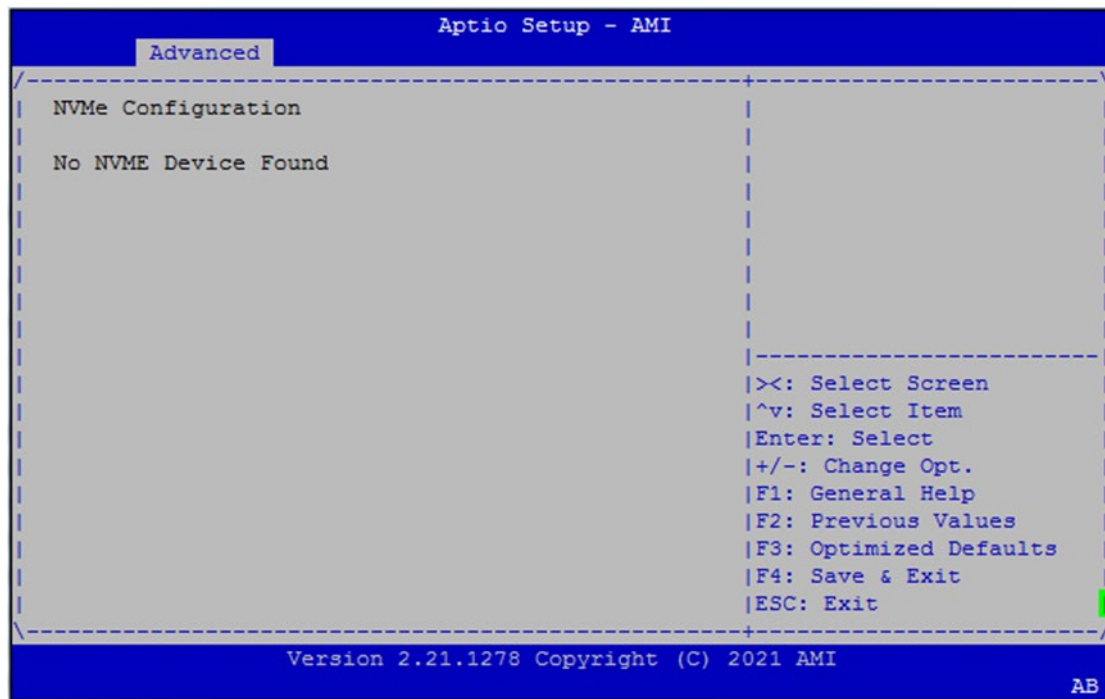 Aptio Setup - AMI
Advanced
NVMe Configuration
No NVME Device Found
><: Select Screen
^v: Select Item
Enter: Select
+/-: Change Opt.
F1: General Help
F2: Previous Values
F3: Optimized Defaults
F4: Save & Exit
ESC: Exit
Version 2.21.1278 Copyright (C) 2021 AMI
AB